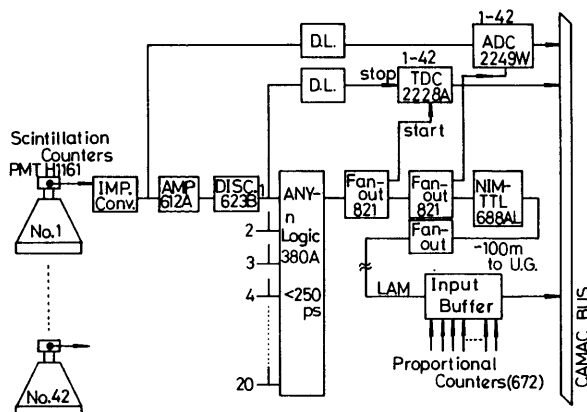 1-42
D.L.
ADC
2249W
1-42
D.L.
stop
TDC
2228A
start
Scintillation
Counters
PMT H1161
IMP.
Conv.
AMP
612A
DISC.
623B
1
ANY-
n
Logic
380A
<250
ps
Fan-
out
821
Fan-
out
821
NIM-
TTL
688AL
Fan-
out
No.1
2
3
4
20
~100m
to U.G.
LAM
Input
Buffer
Proportional
Counters(672)
No.42
CAMAC BUS